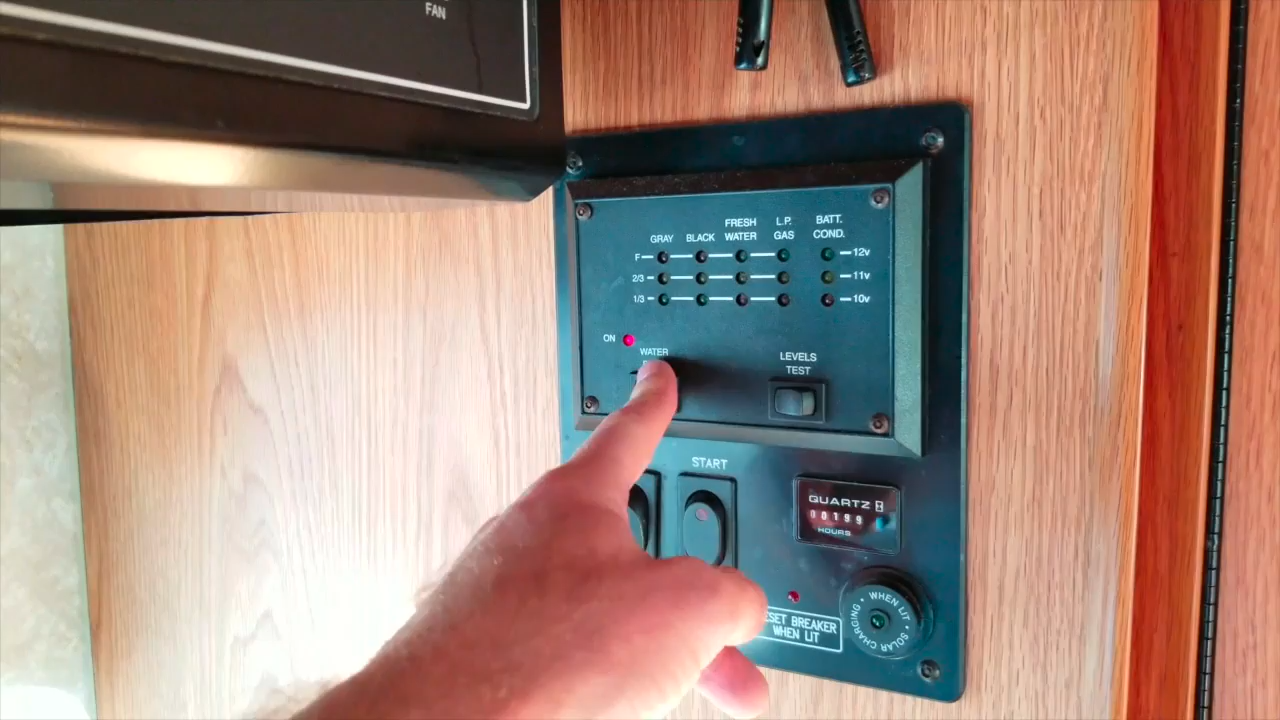 FAN
FRESH WATER
L.P. GAS
BATT. COND.
GRAY
BLACK
F
12v
2/3
11v
1/3
10v
ON
WATER
LEVELS
TEST
START
QUARTZ
00199
HOURS
WHEN LIT • SOLAR CHARGING •
BREAKER
WHEN LIT